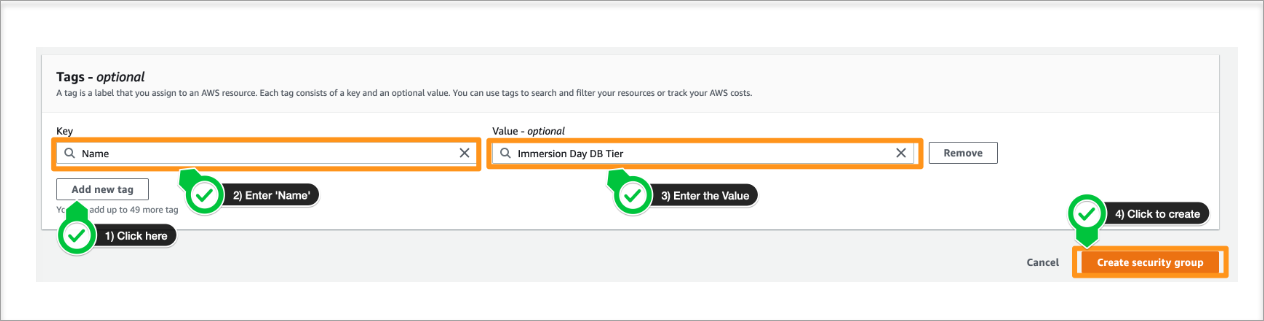 Tags - optional
A tag is a label that you assign to an AWS resource. Each tag consists of a key and an optional value. You can use tags to search and filter your resources or track your AWS costs.
Key
Value - optional
Name
Immersion Day DB Tier
Remove
Add new tag
2) Enter 'Name'
3) Enter the Value
add up to 49 more tag
1) Click here
4) Click to create
Cancel
Create security group